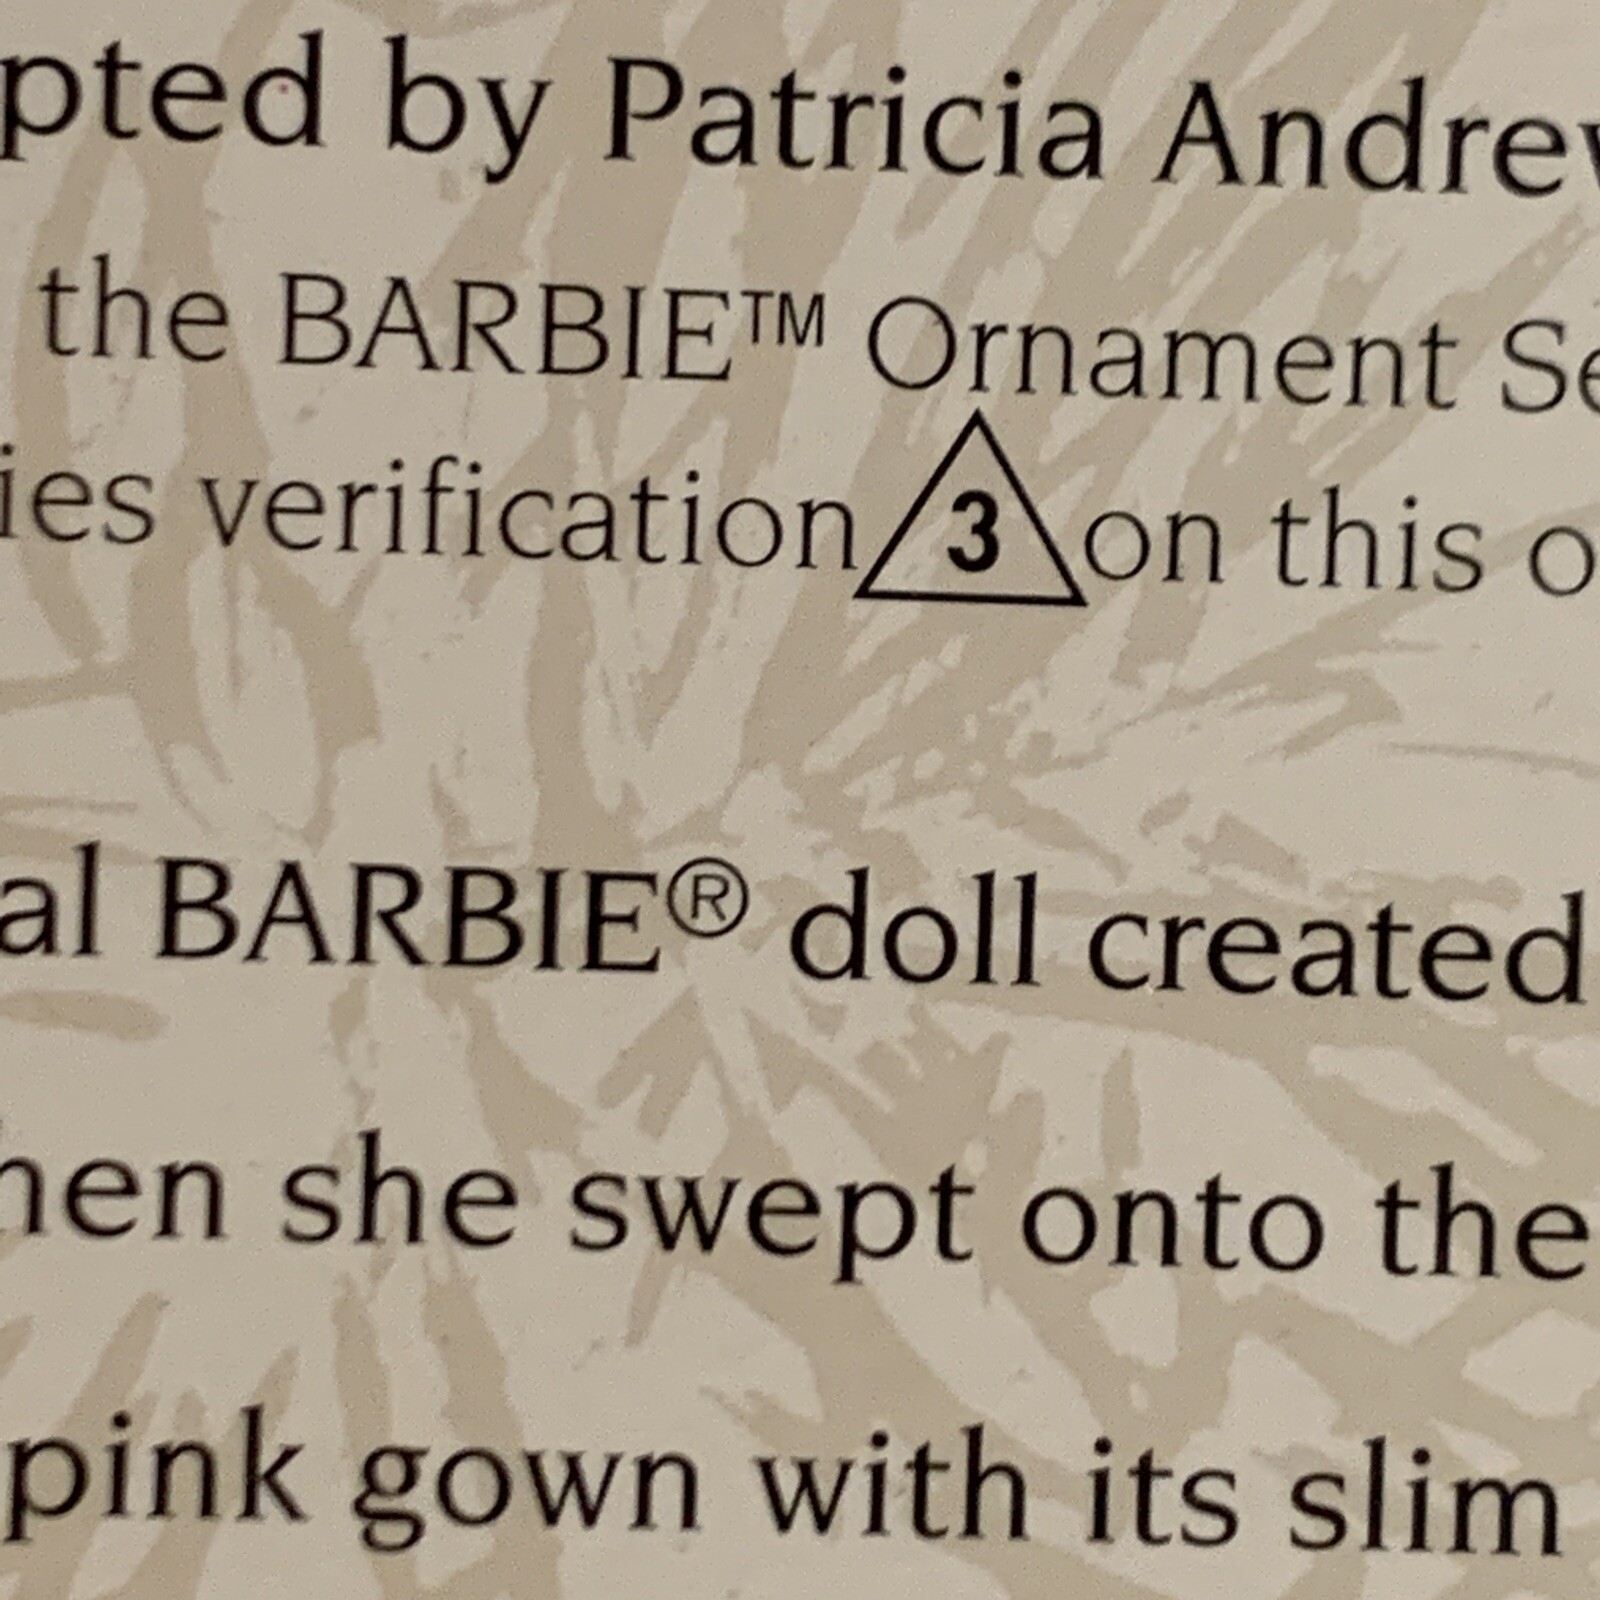 pted by Patricia Andrew
the BARBIE™ Ornament Se
ies verification 3 on this o
al BARBIE® doll created
hen she swept onto the
pink gown with its slim